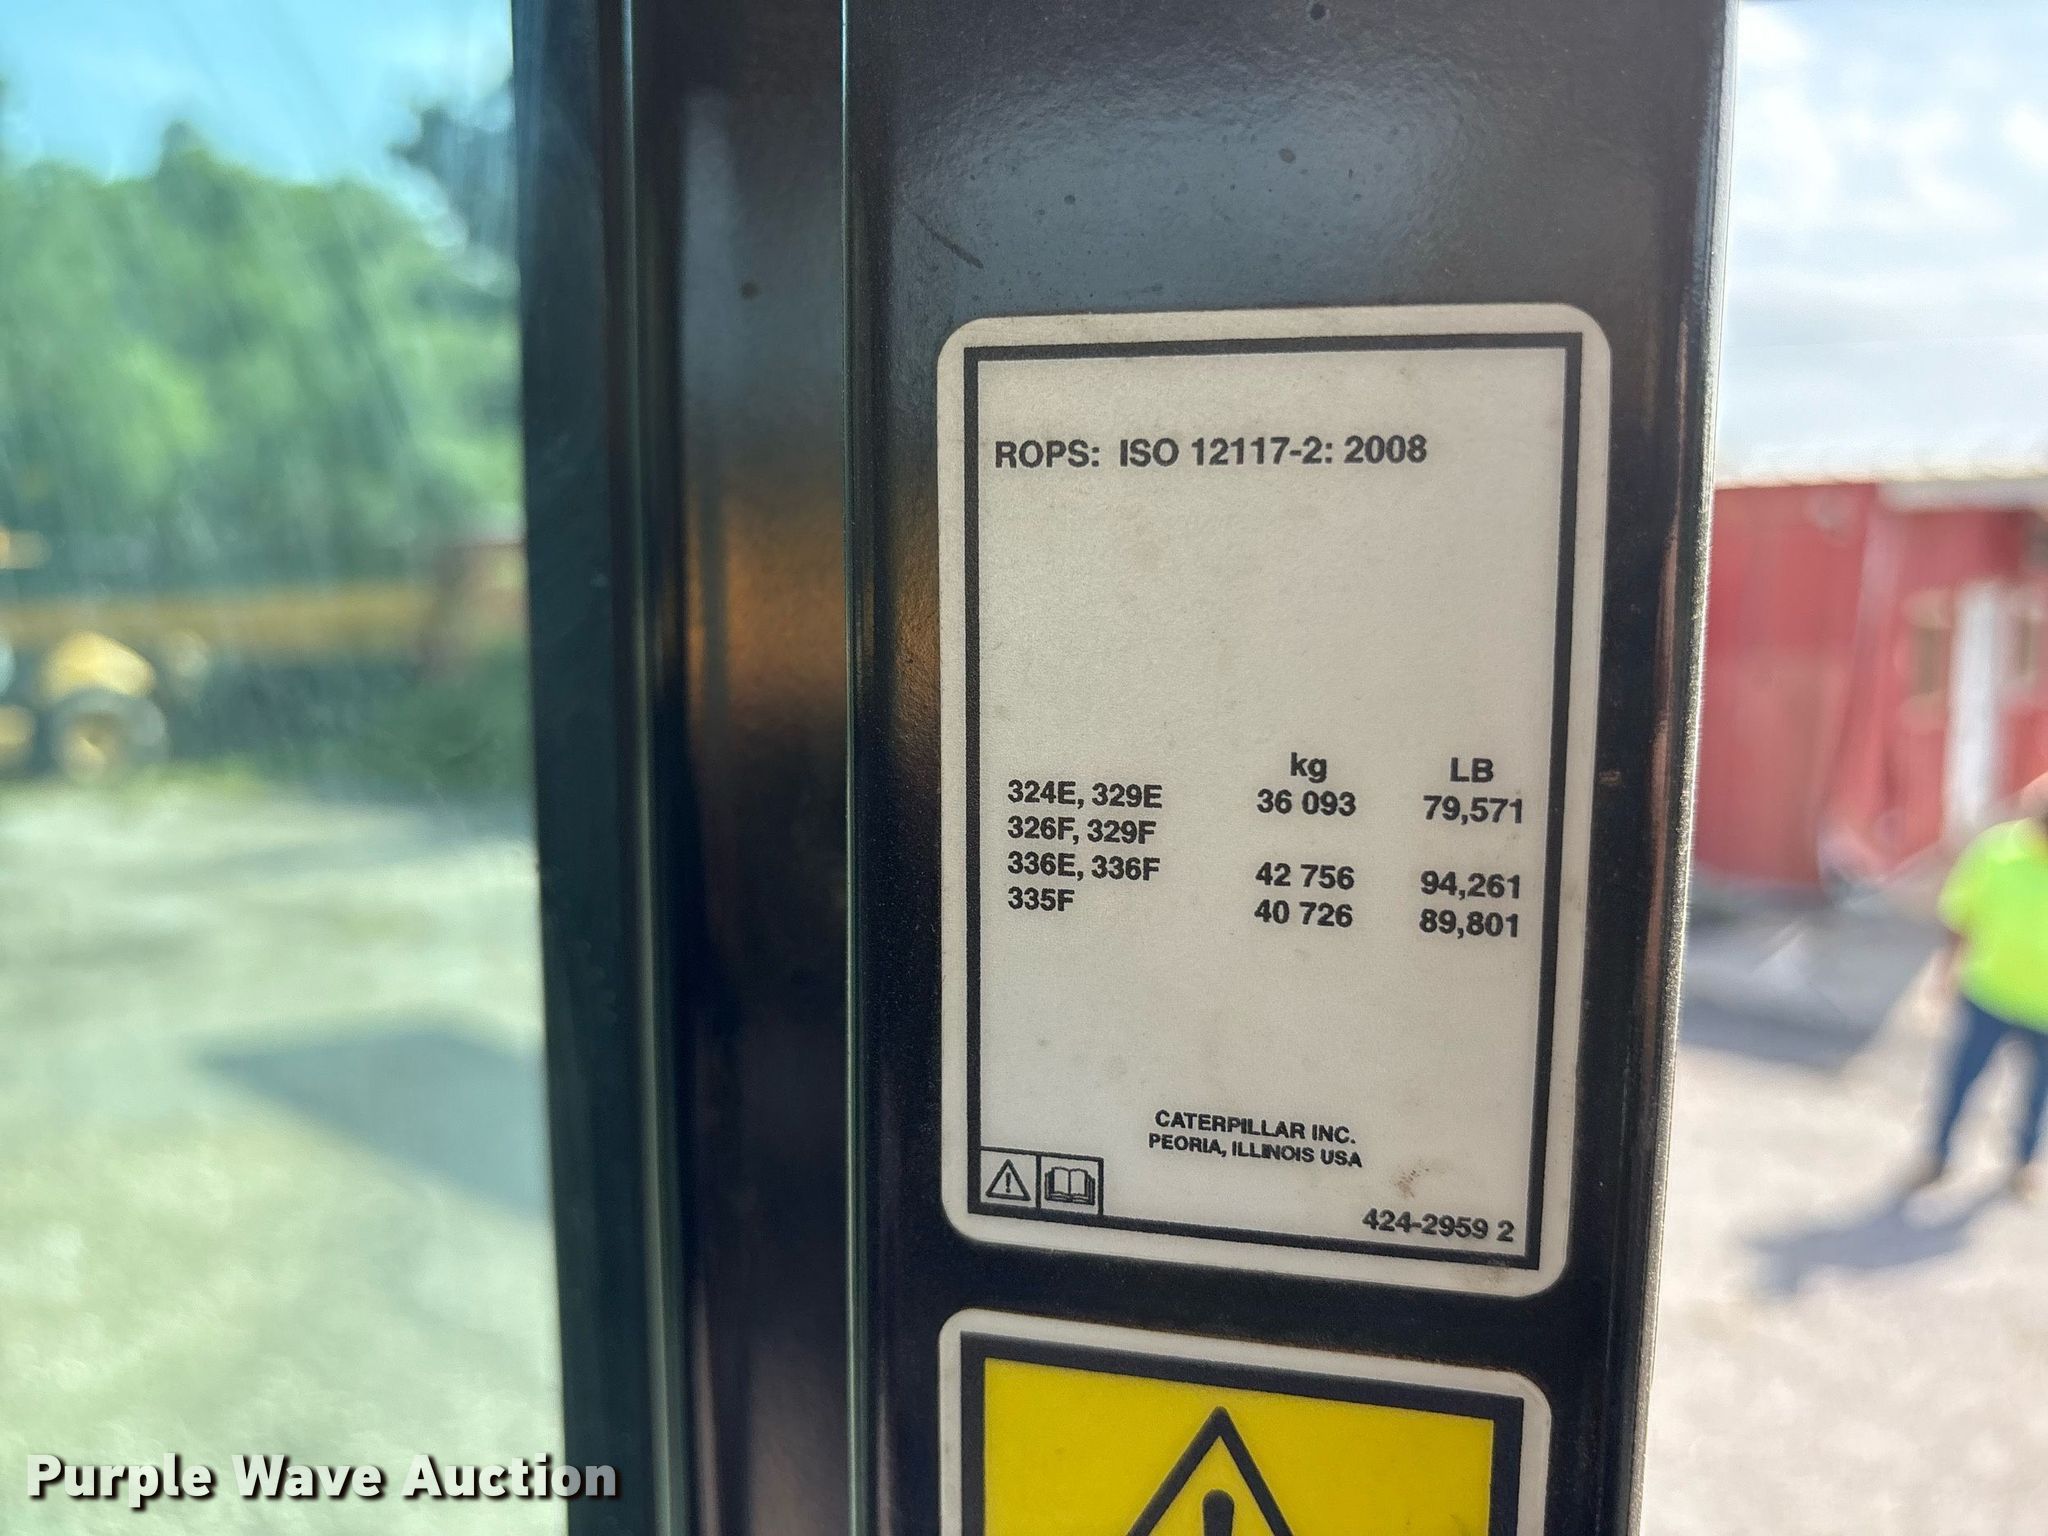 ROPS: ISO 12117-2: 2008
kg LB
324E, 329E 36 093 79,571
326F, 329F
336E, 336F 42 756 94,261
335F 40 726 89,801
CATERPILLAR INC.
PEORIA, ILLINOIS USA
424-2959 2
Purple Wave Auction